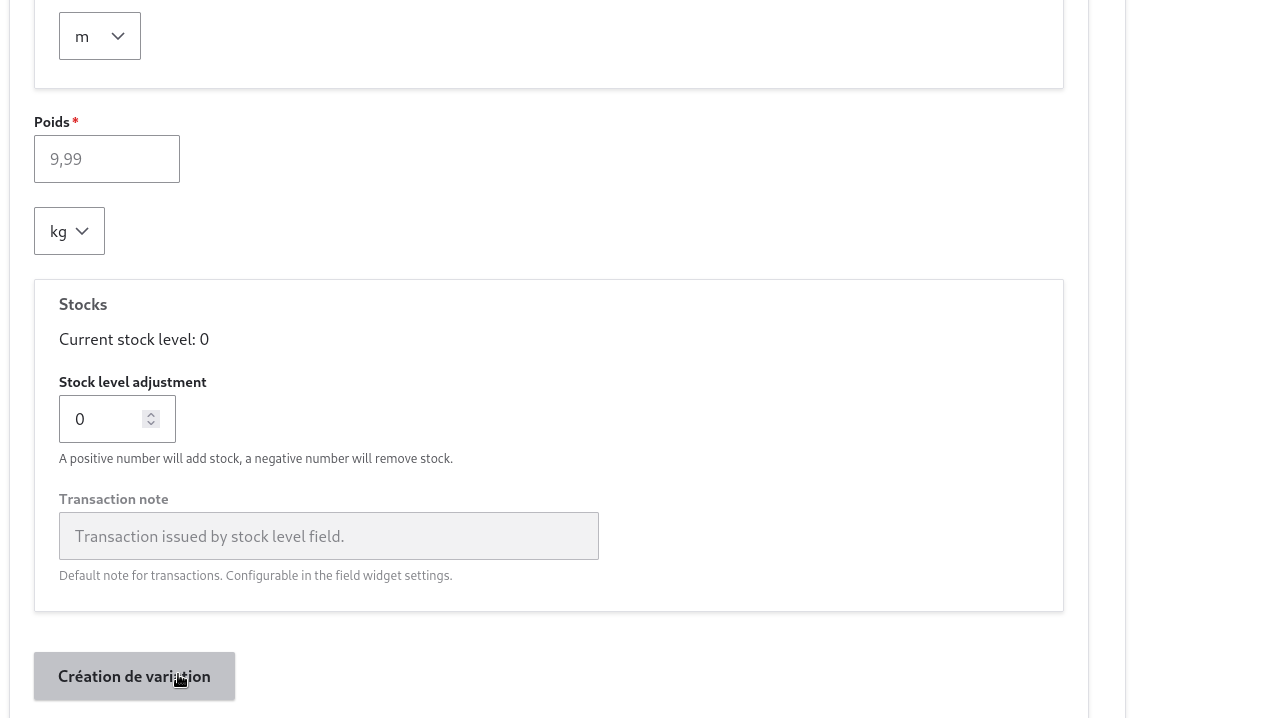 m
Poids*
9,99
kg
Stocks
Current stock level: 0
Stock level adjustment
0
A positive number will add stock, a negative number will remove stock.
Transaction note
Transaction issued by stock level field.
Default note for transactions. Configurable in the field widget settings.
Création de variation